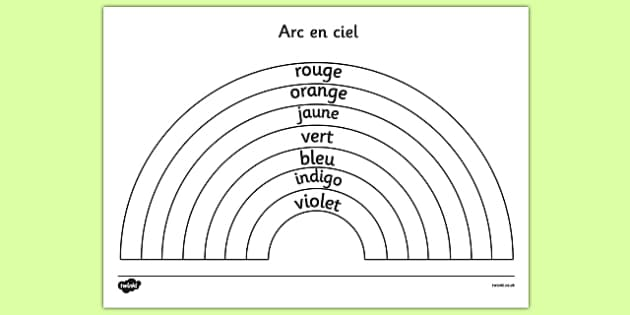 Arc en ciel
rouge
orange
jaune
vert
bleu
indigo
violet
twinkl
twinkl.co.uk